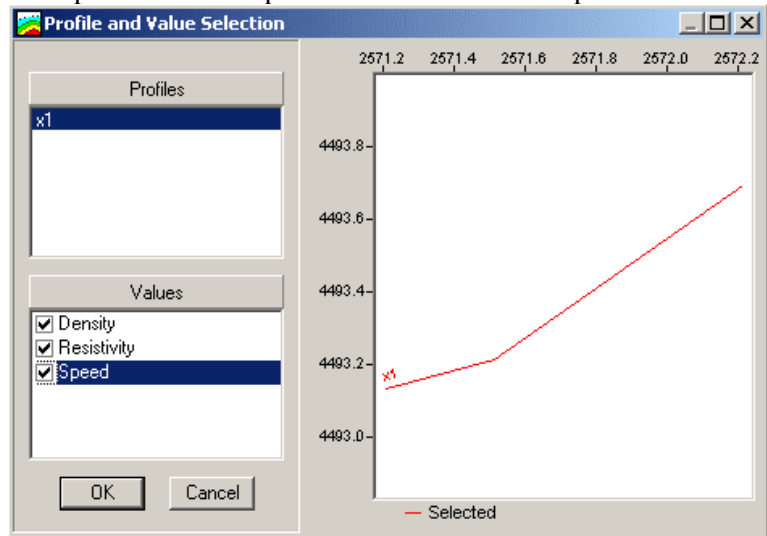 Profile and Value Selection
Profiles
x1
Values
Density
Resistivity
Speed
OK Cancel
2571.2 2571.4 2571.6 2571.8 2572.0 2572.2
4493.8
4493.6
4493.4
4493.2
4493.0
x1
Selected